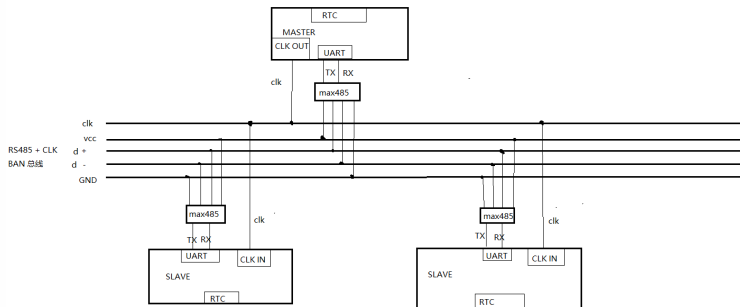 RTC
MASTER
CLK OUT
UART
clk
TX RX
max485
clk
vcc
RS485 + CLK d +
BAN 总线 d -
GND
max485
clk
max485
clk
TX RX
TX RX
UART
CLK IN
UART
CLK IN
SLAVE
SLAVE
RTC
RTC